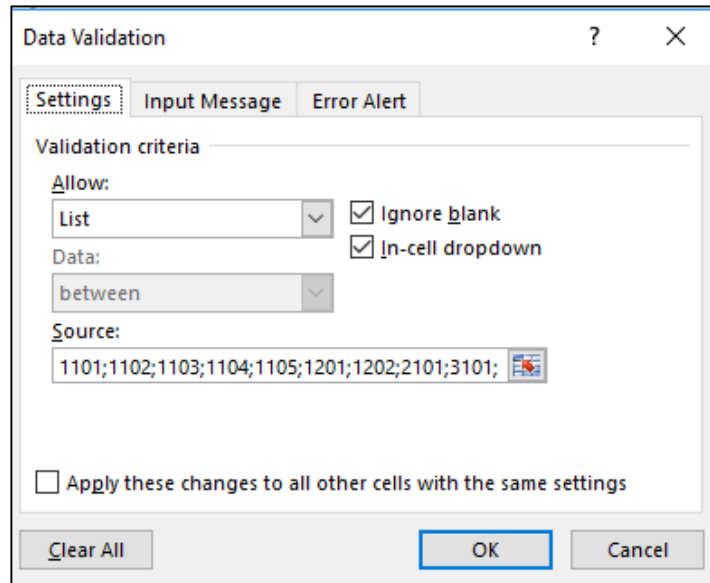 Data Validation ?
Settings Input Message Error Alert
Validation criteria
Allow:
List
Ignore blank
In-cell dropdown
Data:
between
Source:
1101;1102;1103;1104;1105;1201;1202;2101;3101;
Apply these changes to all other cells with the same settings
Clear All OK Cancel